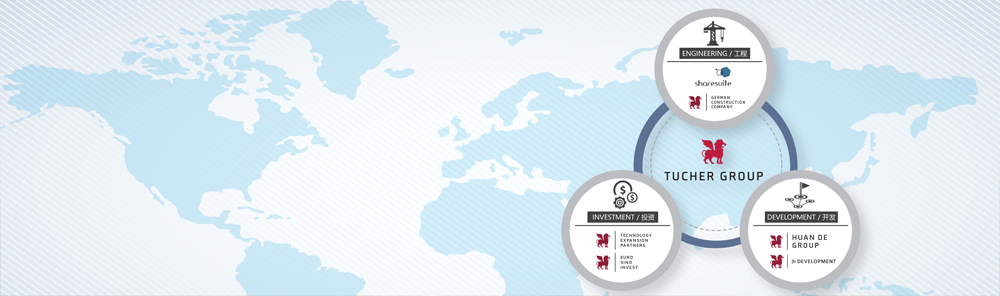 ENGINEERING / 工程
sharesuite
GERMAN
CONSTRUCTION
COMPANY
TUCHER GROUP
INVESTMENT / 投资
TECHNOLOGY
EXPANSION
PARTNERS
EURO
SINO
INVEST
DEVELOPMENT / 开发
HUAN DE
GROUP
3i DEVELOPMENT